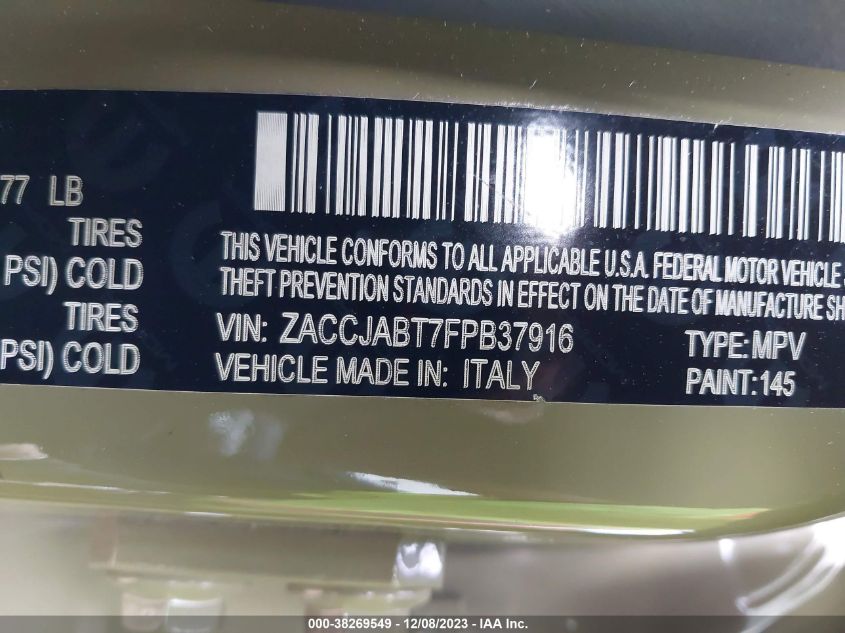 77 LB
TIRES
PSI) COLD
TIRES
PSI) COLD
THIS VEHICLE CONFORMS TO ALL APPLICABLE U.S.A. FEDERAL MOTOR VEHICLE
THEFT PREVENTION STANDARDS IN EFFECT ON THE DATE OF MANUFACTURE SH
VIN: ZACCJABT7FPB37916
TYPE: MPV
VEHICLE MADE IN: ITALY
PAINT: 145
000-38269549 - 12/08/2023 - IAA Inc.